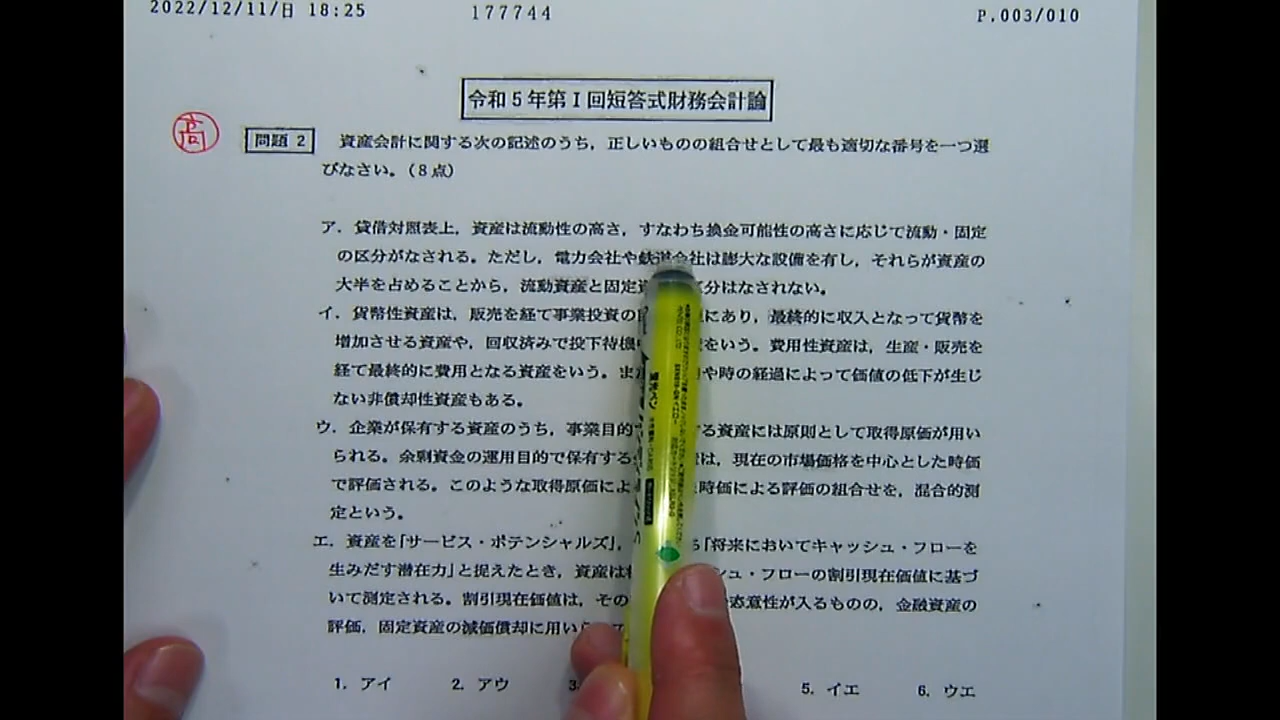 2022/12/11/日 18:25 177744 P.003/010
令和5年第Ⅰ回短答式財務会計論
問題2 資産会計に関する次の記述のうち，正しいものの組合せとして最も適切な番号を一つ選
びなさい。（8点）
ア．貸借対照表上，資産は流動性の高さ，すなわち換金可能性の高さに応じて流動・固定
の区分がなされる。ただし，電力会社や鉄道会社は膨大な設備を有し，それらが資産の
大半を占めることから，流動資産と固定 区分はなされない。
イ．貨幣性資産は，販売を経て事業投資の にあり，最終的に収入となって貨幣を
増加させる資産や，回収済みで投下待機 をいう。費用性資産は，生産・販売を
経て最終的に費用となる資産をいう。また や時の経過によって価値の低下が生じ
ない非償却性資産もある。
ウ．企業が保有する資産のうち，事業目的 する資産には原則として取得原価が用い
られる。余剰資金の運用目的で保有する は，現在の市場価格を中心とした時価
で評価される。このような取得原価によ 時価による評価の組合せを，混合的測
定という。
エ．資産を「サービス・ポテンシャルズ」， 「将来においてキャッシュ・フローを
生みだす潜在力」と捉えたとき，資産は シュ・フローの割引現在価値に基づ
いて測定される。割引現在価値は，その 恣意性が入るものの，金融資産の
評価，固定資産の減価償却に用い
1．アイ 2．アウ 3． 5．イエ 6．ウエ
蛍光ペン